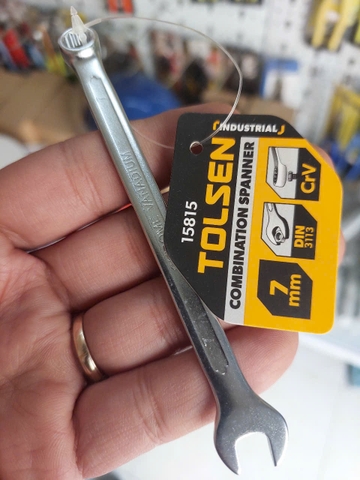 INDUSTRIAL
15815
TOLSEN
COMBINATION SPANNER
CrV
DIN
3113
7
mm